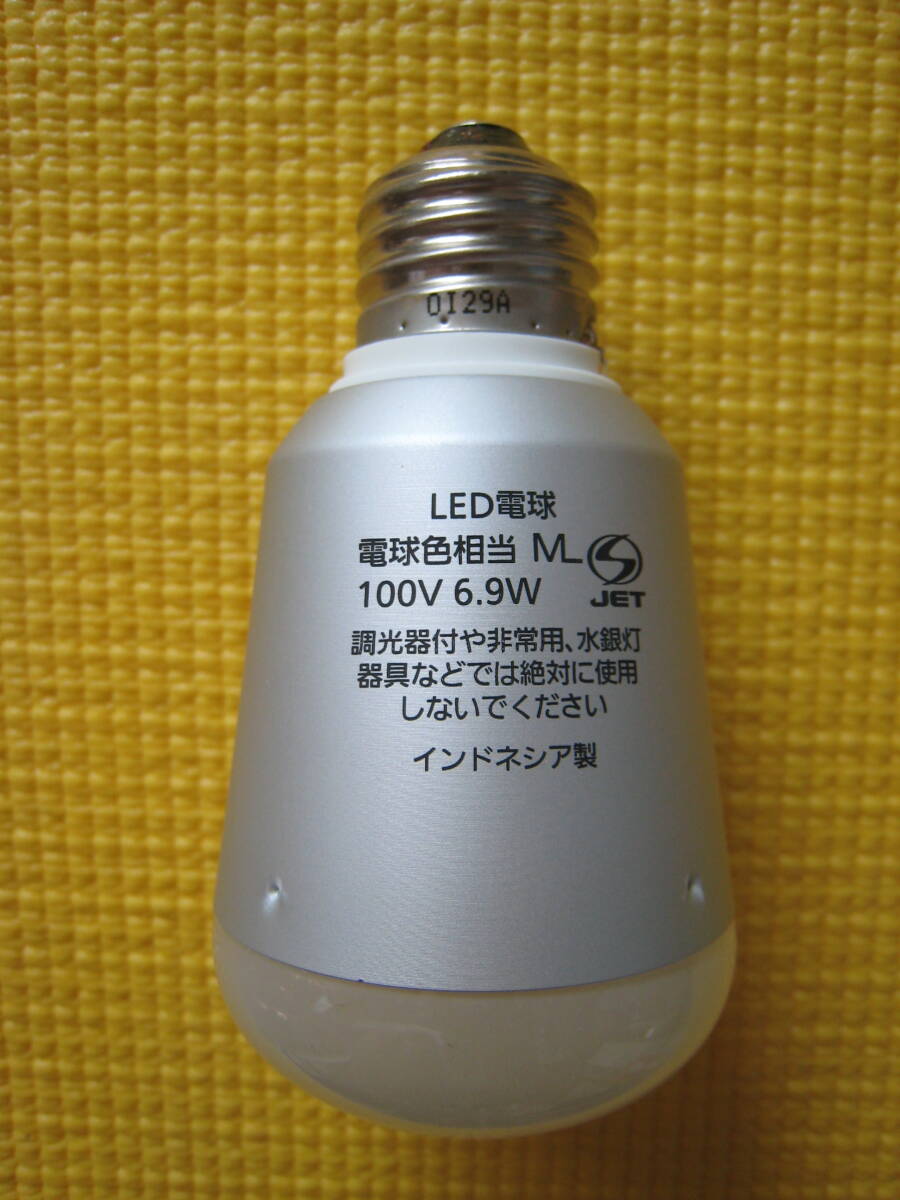 0I29A
LED電球
電球色相当 ML
100V 6.9W
JET
調光器付や非常用、水銀灯
器具などでは絶対に使用
しないでください
インドネシア製